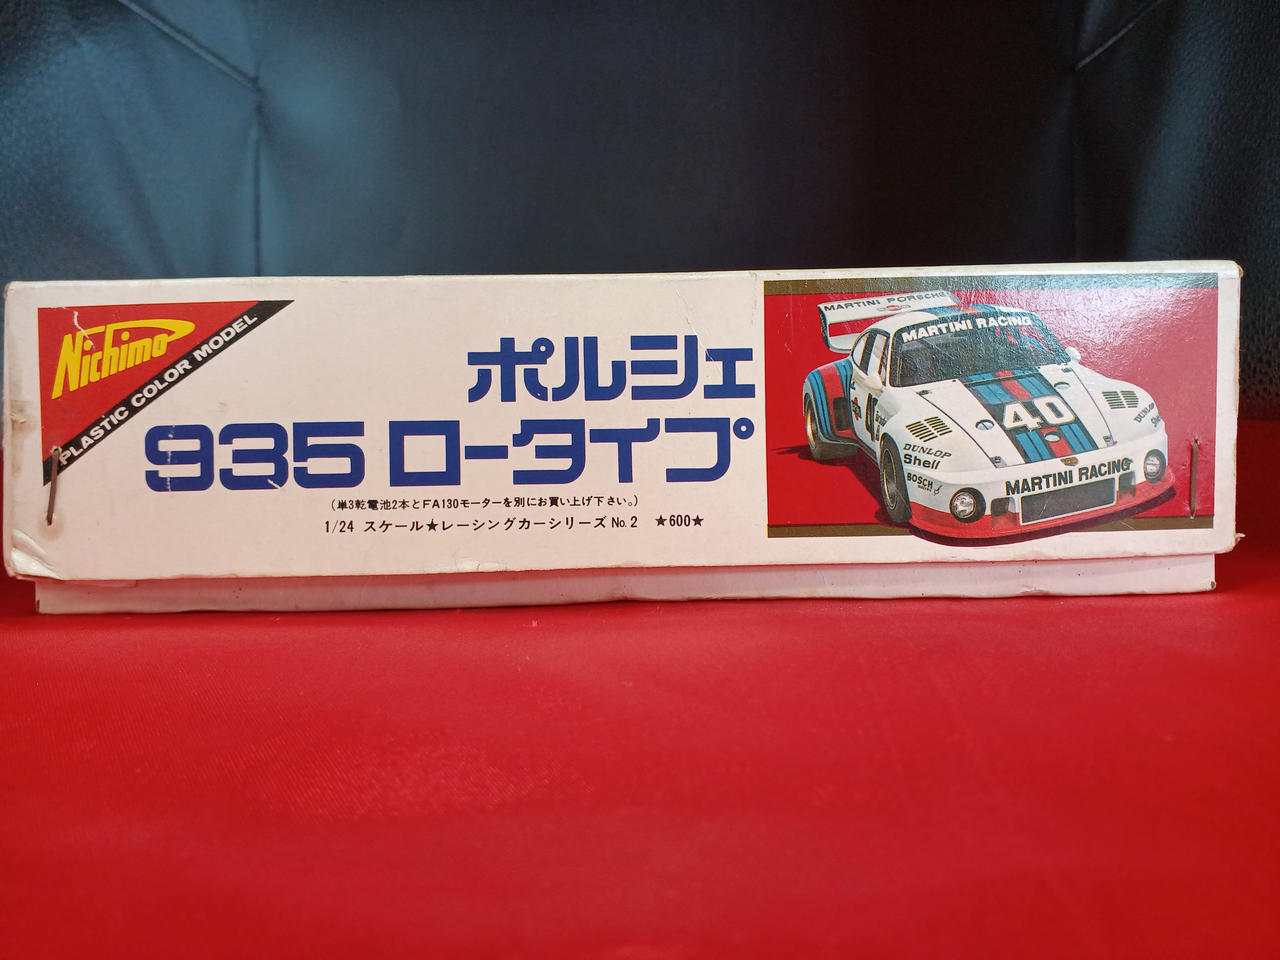 Nichimo
PLASTIC COLOR MODEL
ポルシェ
935 ロータイプ
(単3乾電池2本とFA130モーターを別にお買い上げ下さい。)
1/24 スケール★レーシングカーシリーズ No.2 ★600★
MARTINI PORSCHE
MARTINI RACING
40
DUNLOP
Shell
BOSCH
MARTINI RACING
DUNLOP